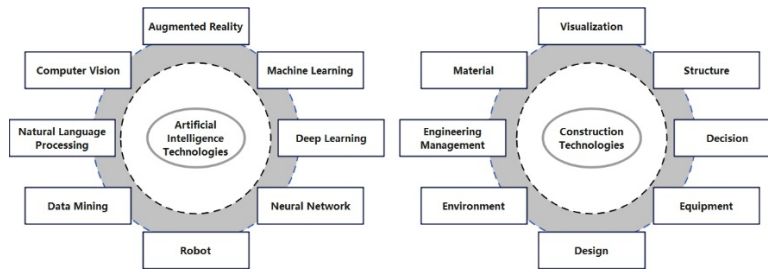 Augmented Reality
Computer Vision
Machine Learning
Natural Language
Processing
Artificial
Intelligence
Technologies
Deep Learning
Data Mining
Neural Network
Robot
Visualization
Material
Structure
Engineering
Management
Construction
Technologies
Decision
Environment
Equipment
Design